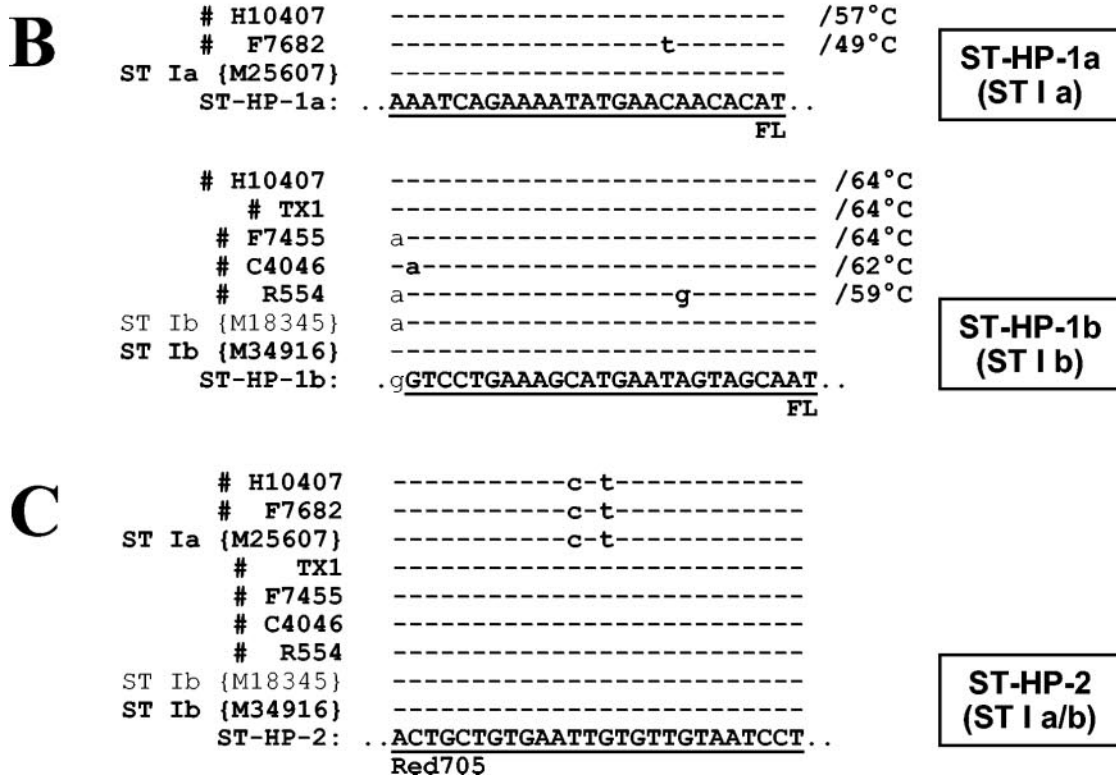 B
# H10407 ------------------------- /57°C
# F7682 -----------------t------- /49°C
ST Ia {M25607} -------------------------
ST-HP-1a: ..AAATCAGAAAATATGAACAACACAT..
FL
ST-HP-1a
(ST I a)
# H10407 --------------------------- /64°C
# TX1 --------------------------- /64°C
# F7455 a-------------------------- /64°C
# C4046 -a------------------------- /62°C
# R554 a-----------------g-------- /59°C
ST Ib {M18345} a--------------------------
ST Ib {M34916} ---------------------------
ST-HP-1b: .gGTCCTGAAAGCATGAATAGTAGCAAT..
FL
ST-HP-1b
(ST I b)
C
# H10407 -----------c-t------------
# F7682 -----------c-t------------
ST Ia {M25607} -----------c-t------------
# TX1 --------------------------
# F7455 --------------------------
# C4046 --------------------------
# R554 --------------------------
ST Ib {M18345} --------------------------
ST Ib {M34916} --------------------------
ST-HP-2: ..ACTGCTGTGAATTGTGTTGTAATCCT..
Red705
ST-HP-2
(ST I a/b)